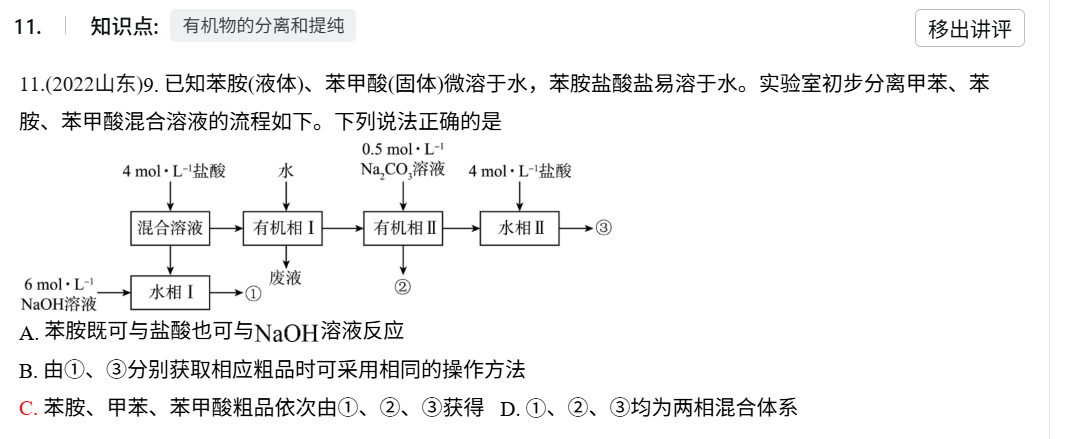 11. 知识点: 有机物的分离和提纯 移出讲评
11.(2022山东)9. 已知苯胺(液体)、苯甲酸(固体)微溶于水，苯胺盐酸盐易溶于水。实验室初步分离甲苯、苯
胺、苯甲酸混合溶液的流程如下。下列说法正确的是
0.5 mol·L⁻¹
4 mol·L⁻¹盐酸 水 Na₂CO₃溶液 4 mol·L⁻¹盐酸
混合溶液 有机相Ⅰ 有机相Ⅱ 水相Ⅱ ③
废液
6 mol·L⁻¹
NaOH溶液 水相Ⅰ ① ②
A. 苯胺既可与盐酸也可与NaOH溶液反应
B. 由①、③分别获取相应粗品时可采用相同的操作方法
C. 苯胺、甲苯、苯甲酸粗品依次由①、②、③获得 D. ①、②、③均为两相混合体系